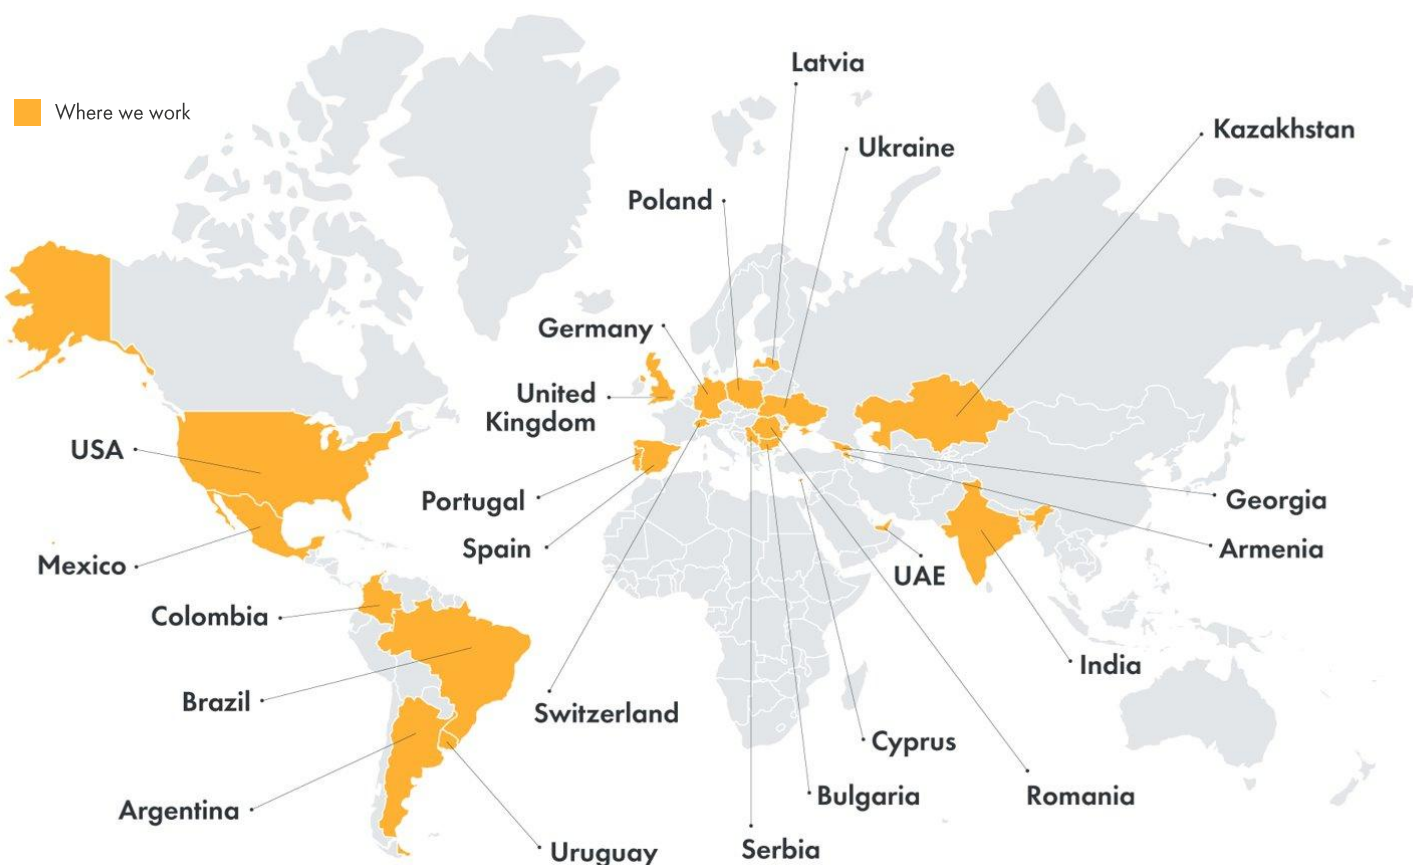 Where we work
Latvia
Kazakhstan
Ukraine
Poland
Germany
United
Kingdom
USA
Portugal
Georgia
Spain
Armenia
Mexico
UAE
Colombia
India
Brazil
Switzerland
Cyprus
Bulgaria
Romania
Argentina
Uruguay
Serbia